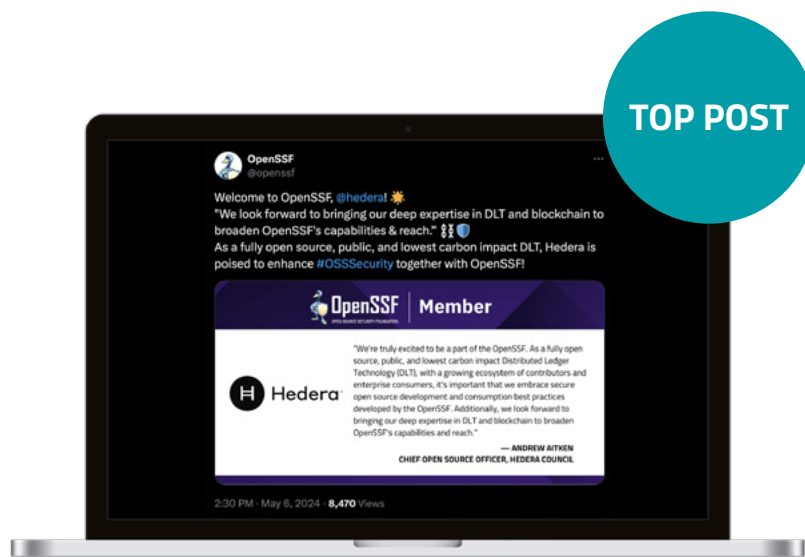 TOP POST
OpenSSF
@openssf
Welcome to OpenSSF, @hedera! 🌟
"We look forward to bringing our deep expertise in DLT and blockchain to
broaden OpenSSF's capabilities & reach." ⛓️🛡️
As a fully open source, public, and lowest carbon impact DLT, Hedera is
poised to enhance #OSSSecurity together with OpenSSF!
OpenSSF | Member
OPEN SOURCE SECURITY FOUNDATION
"We're truly excited to be a part of the OpenSSF. As a fully open
source, public, and lowest carbon impact Distributed Ledger
Technology (DLT), with a growing ecosystem of contributors and
enterprise consumers, it's important that we embrace secure
open source development and consumption best practices
developed by the OpenSSF. Additionally, we look forward to
bringing our deep expertise in DLT and blockchain to broaden
OpenSSF's capabilities and reach."
H Hedera
— ANDREW AITKEN
CHIEF OPEN SOURCE OFFICER, HEDERA COUNCIL
2:30 PM · May 6, 2024 · 8,470 Views